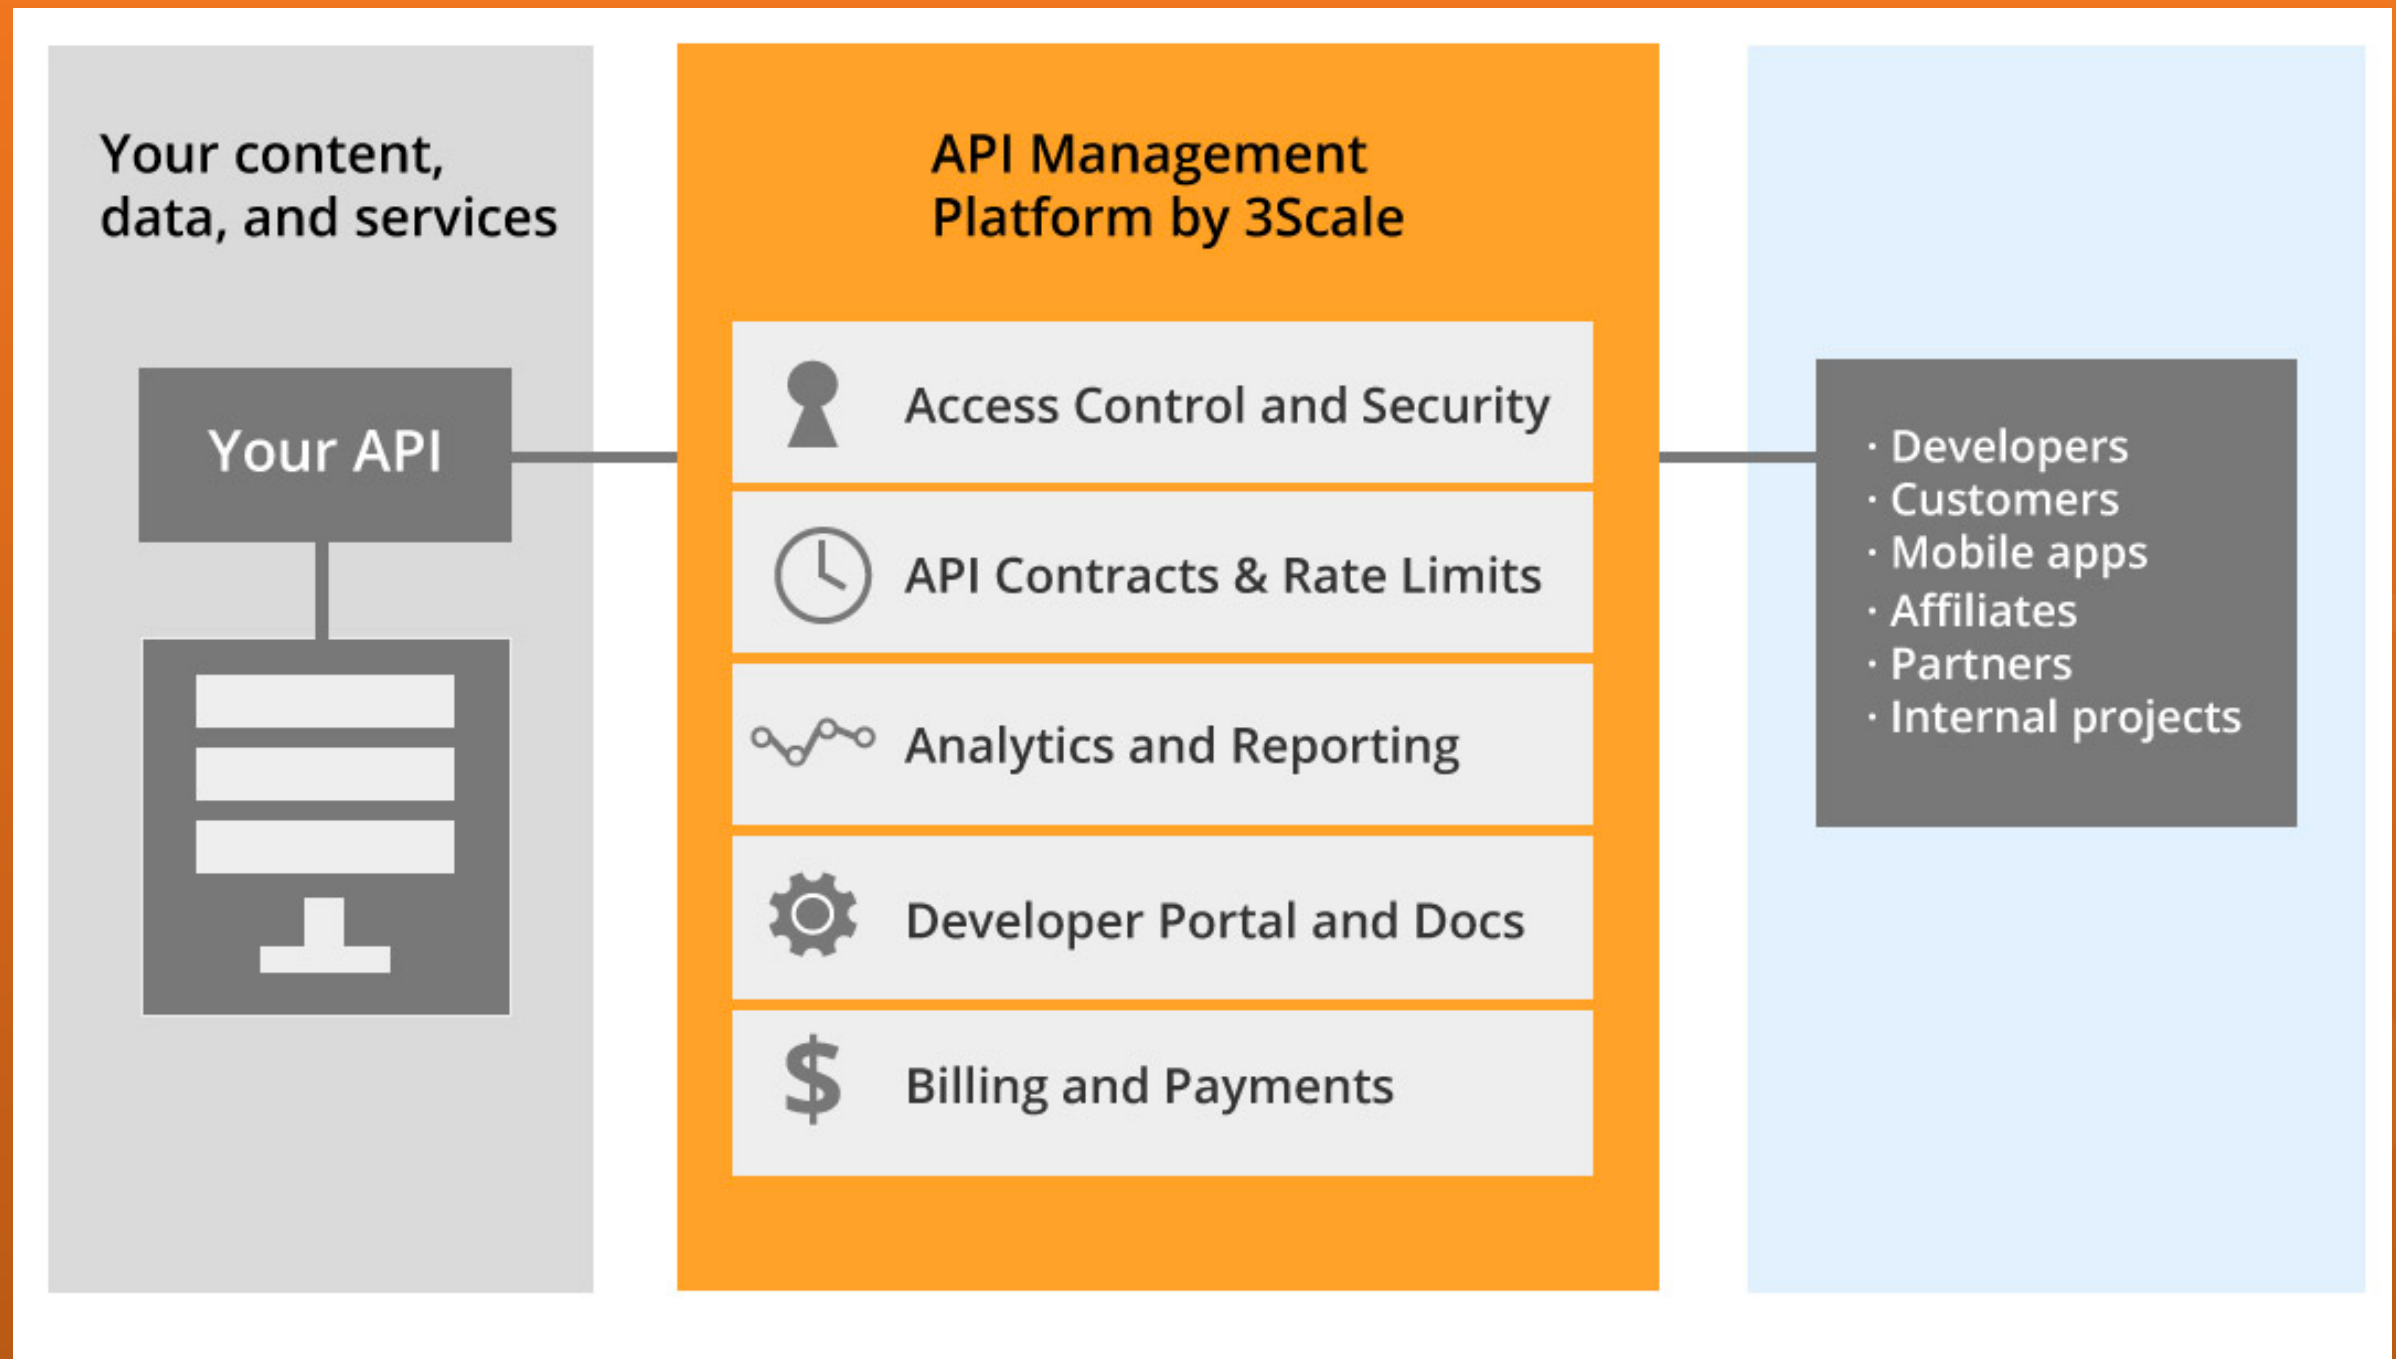 Your content,
data, and services
Your API
API Management
Platform by 3Scale
Access Control and Security
API Contracts & Rate Limits
Analytics and Reporting
Developer Portal and Docs
$ Billing and Payments
· Developers
· Customers
· Mobile apps
· Affiliates
· Partners
· Internal projects